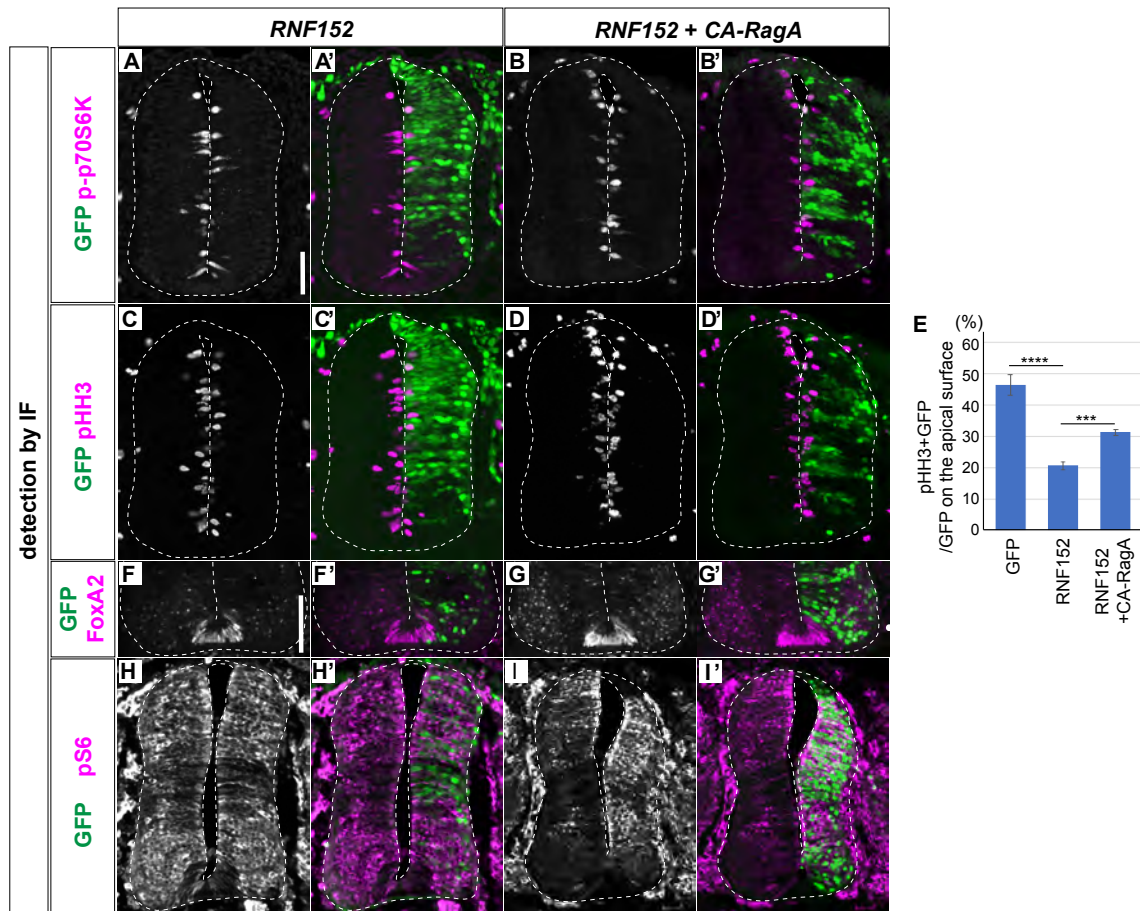 RNF152
RNF152 + CA-RagA
detection by IF
GFP p-p70S6K
A
A'
B
B'
GFP pHH3
C
C'
D
D'
E
(%)
60
50
40
30
20
10
0
****
***
pHH3+GFP
/GFP on the apical surface
GFP
RNF152
RNF152
+CA-RagA
GFP
FoxA2
F
F'
G
G'
GFP pS6
H
H'
I
I'